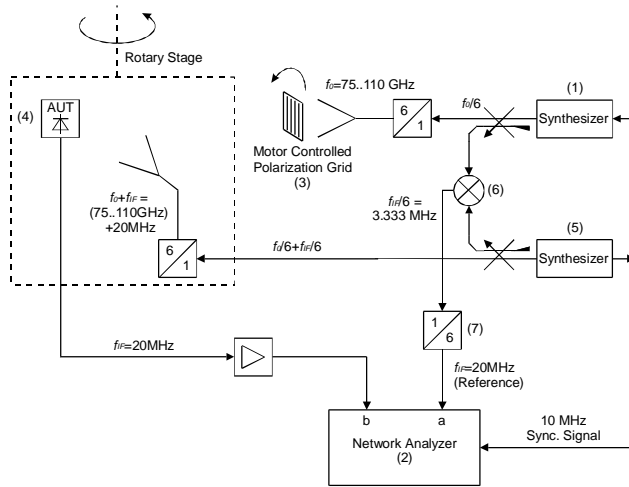 Rotary Stage
AUT
(4)
f0=75..110 GHz
6
1
f0/6
(1)
Synthesizer
Motor Controlled
Polarization Grid
(3)
(6)
fIF/6 =
3.333 MHz
f0+fIF =
(75..110GHz)
+20MHz
6
1
f0/6+fIF/6
(5)
Synthesizer
1
6
(7)
fIF=20MHz
fIF=20MHz
(Reference)
b
a
Network Analyzer
(2)
10 MHz
Sync. Signal